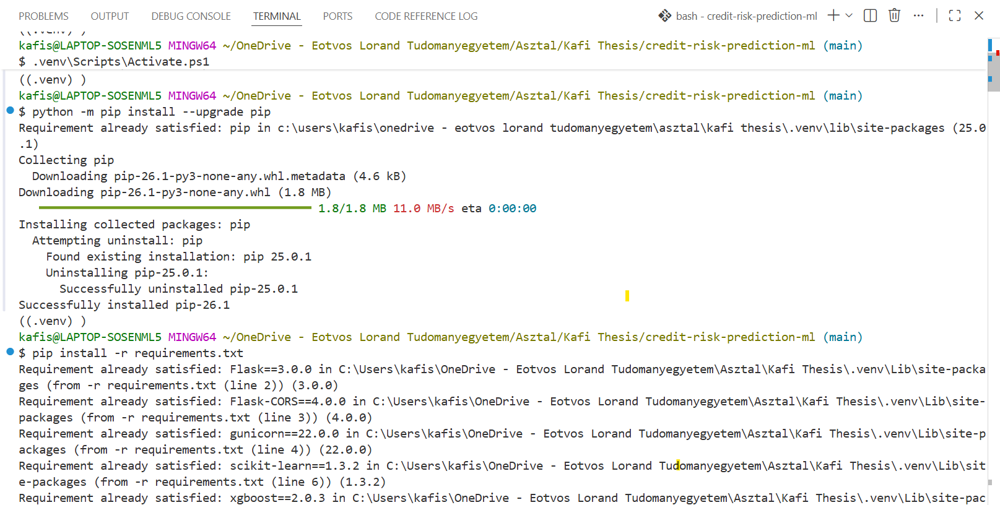 PROBLEMS OUTPUT DEBUG CONSOLE TERMINAL PORTS CODE REFERENCE LOG bash - credit-risk-prediction-ml
((.venv) )
kafis@LAPTOP-SOSENML5 MINGW64 ~/OneDrive - Eotvos Lorand Tudomanyegyetem/Asztal/Kafi Thesis/credit-risk-prediction-ml (main)
$ .venv\Scripts\Activate.ps1
((.venv) )
kafis@LAPTOP-SOSENML5 MINGW64 ~/OneDrive - Eotvos Lorand Tudomanyegyetem/Asztal/Kafi Thesis/credit-risk-prediction-ml (main)
$ python -m pip install --upgrade pip
Requirement already satisfied: pip in c:\users\kafis\onedrive - eotvos lorand tudomanyegyetem\asztal\kafi thesis\.venv\lib\site-packages (25.0
.1)
Collecting pip
  Downloading pip-26.1-py3-none-any.whl.metadata (4.6 kB)
Downloading pip-26.1-py3-none-any.whl (1.8 MB)
1.8/1.8 MB 11.0 MB/s eta 0:00:00
Installing collected packages: pip
  Attempting uninstall: pip
    Found existing installation: pip 25.0.1
    Uninstalling pip-25.0.1:
      Successfully uninstalled pip-25.0.1
Successfully installed pip-26.1
((.venv) )
kafis@LAPTOP-SOSENML5 MINGW64 ~/OneDrive - Eotvos Lorand Tudomanyegyetem/Asztal/Kafi Thesis/credit-risk-prediction-ml (main)
$ pip install -r requirements.txt
Requirement already satisfied: Flask==3.0.0 in C:\Users\kafis\OneDrive - Eotvos Lorand Tudomanyegyetem\Asztal\Kafi Thesis\.venv\Lib\site-packa
ges (from -r requirements.txt (line 2)) (3.0.0)
Requirement already satisfied: Flask-CORS==4.0.0 in C:\Users\kafis\OneDrive - Eotvos Lorand Tudomanyegyetem\Asztal\Kafi Thesis\.venv\Lib\site-
packages (from -r requirements.txt (line 3)) (4.0.0)
Requirement already satisfied: gunicorn==22.0.0 in C:\Users\kafis\OneDrive - Eotvos Lorand Tudomanyegyetem\Asztal\Kafi Thesis\.venv\Lib\site-p
ackages (from -r requirements.txt (line 4)) (22.0.0)
Requirement already satisfied: scikit-learn==1.3.2 in C:\Users\kafis\OneDrive - Eotvos Lorand Tudomanyegyetem\Asztal\Kafi Thesis\.venv\Lib\sit
e-packages (from -r requirements.txt (line 6)) (1.3.2)
Requirement already satisfied: xgboost==2.0.3 in C:\Users\kafis\OneDrive - Eotvos Lorand Tudomanyegyetem\Asztal\Kafi Thesis\.venv\Lib\site-pac